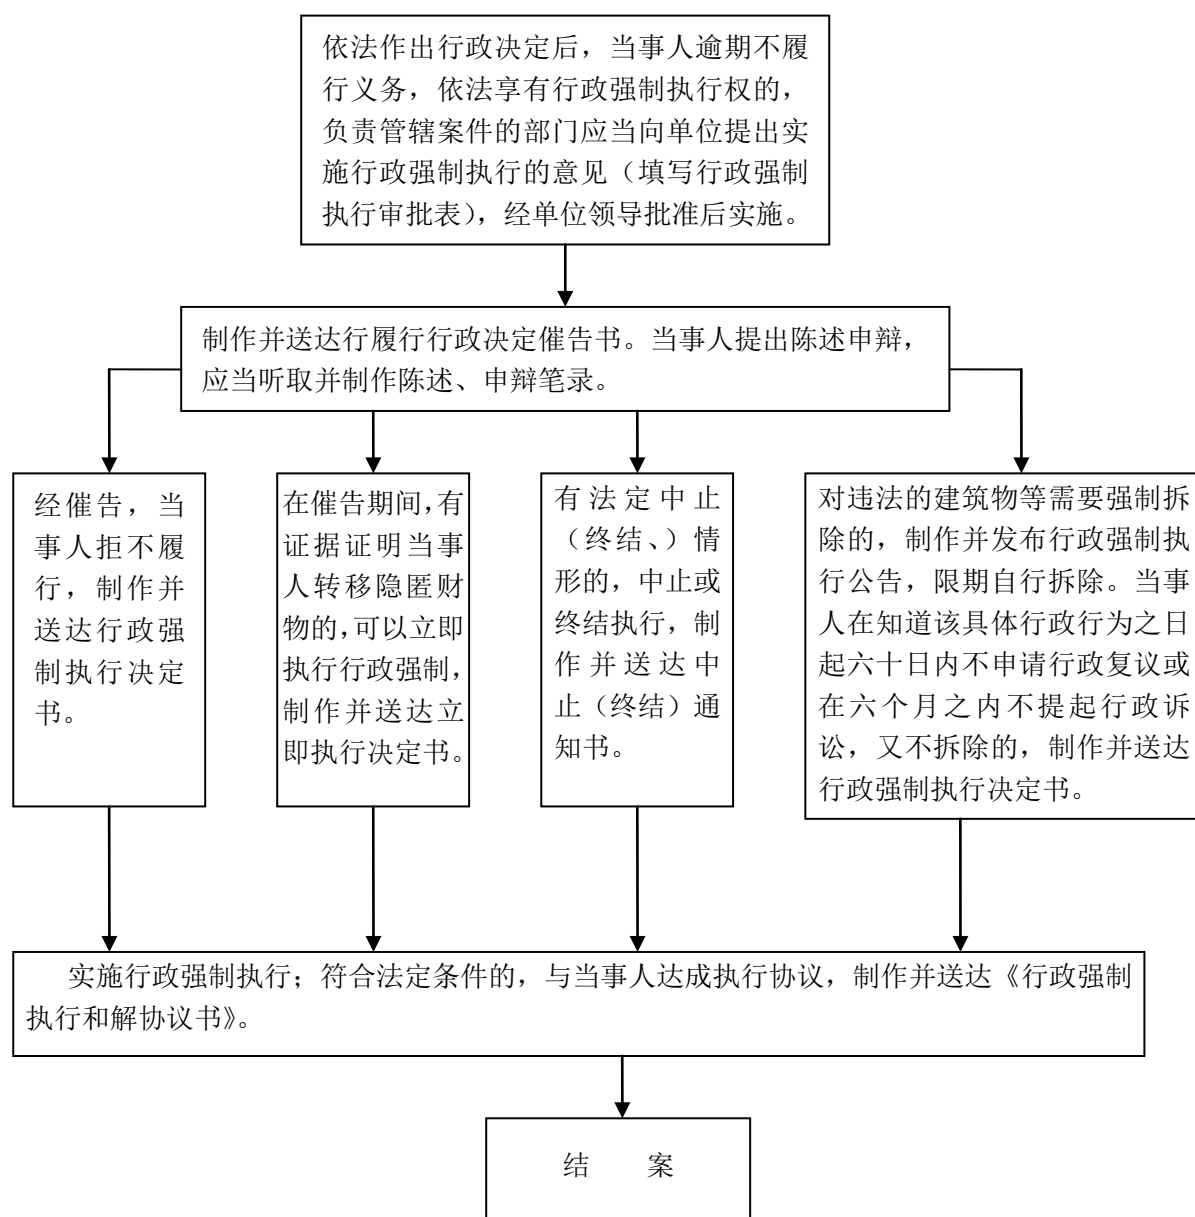 依法作出行政决定后，当事人逾期不履
行义务，依法享有行政强制执行权的，
负责管辖案件的部门应当向单位提出实
施行政强制执行的意见（填写行政强制
执行审批表），经单位领导批准后实施。
制作并送达行履行行政决定催告书。当事人提出陈述申辩，
应当听取并制作陈述、申辩笔录。
经催告，当
事人拒不履
行，制作并
送达行政强
制执行决定
书。
在催告期间，有
证据证明当事
人转移隐匿财
物的，可以立即
执行行政强制，
制作并送达立
即执行决定书。
有法定中止
（终结、）情
形的，中止或
终结执行，制
作并送达中
止（终结）通
知书。
对违法的建筑物等需要强制拆
除的，制作并发布行政强制执
行公告，限期自行拆除。当事
人在知道该具体行政行为之日
起六十日内不申请行政复议或
在六个月之内不提起行政诉
讼，又不拆除的，制作并送达
行政强制执行决定书。
实施行政强制执行；符合法定条件的，与当事人达成执行协议，制作并送达《行政强制
执行和解协议书》。
结 案